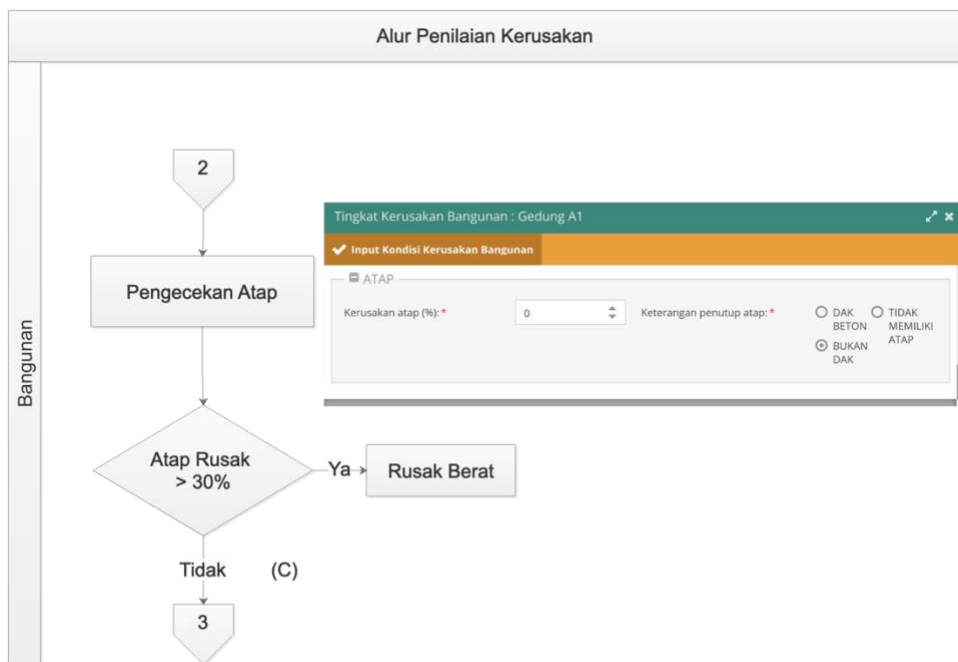 Alur Penilaian Kerusakan
Bangunan
2
Pengecekan Atap
Tingkat Kerusakan Bangunan : Gedung A1
Input Kondisi Kerusakan Bangunan
ATAP
Kerusakan atap (%): *
0
Keterangan penutup atap: *
DAK
BETON
TIDAK
MEMILIKI
ATAP
BUKAN
DAK
Atap Rusak
> 30%
Ya
Rusak Berat
Tidak
(C)
3